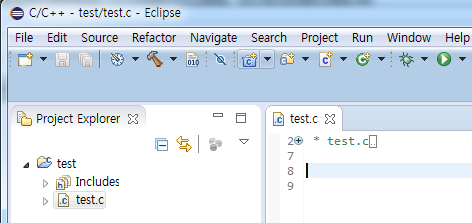 C/C++ - test/test.c - Eclipse
File Edit Source Refactor Navigate Search Project Run Window Help
010
Project Explorer
test
Includes
.c test.c
.c test.c
2 * test.c..
7
8
9